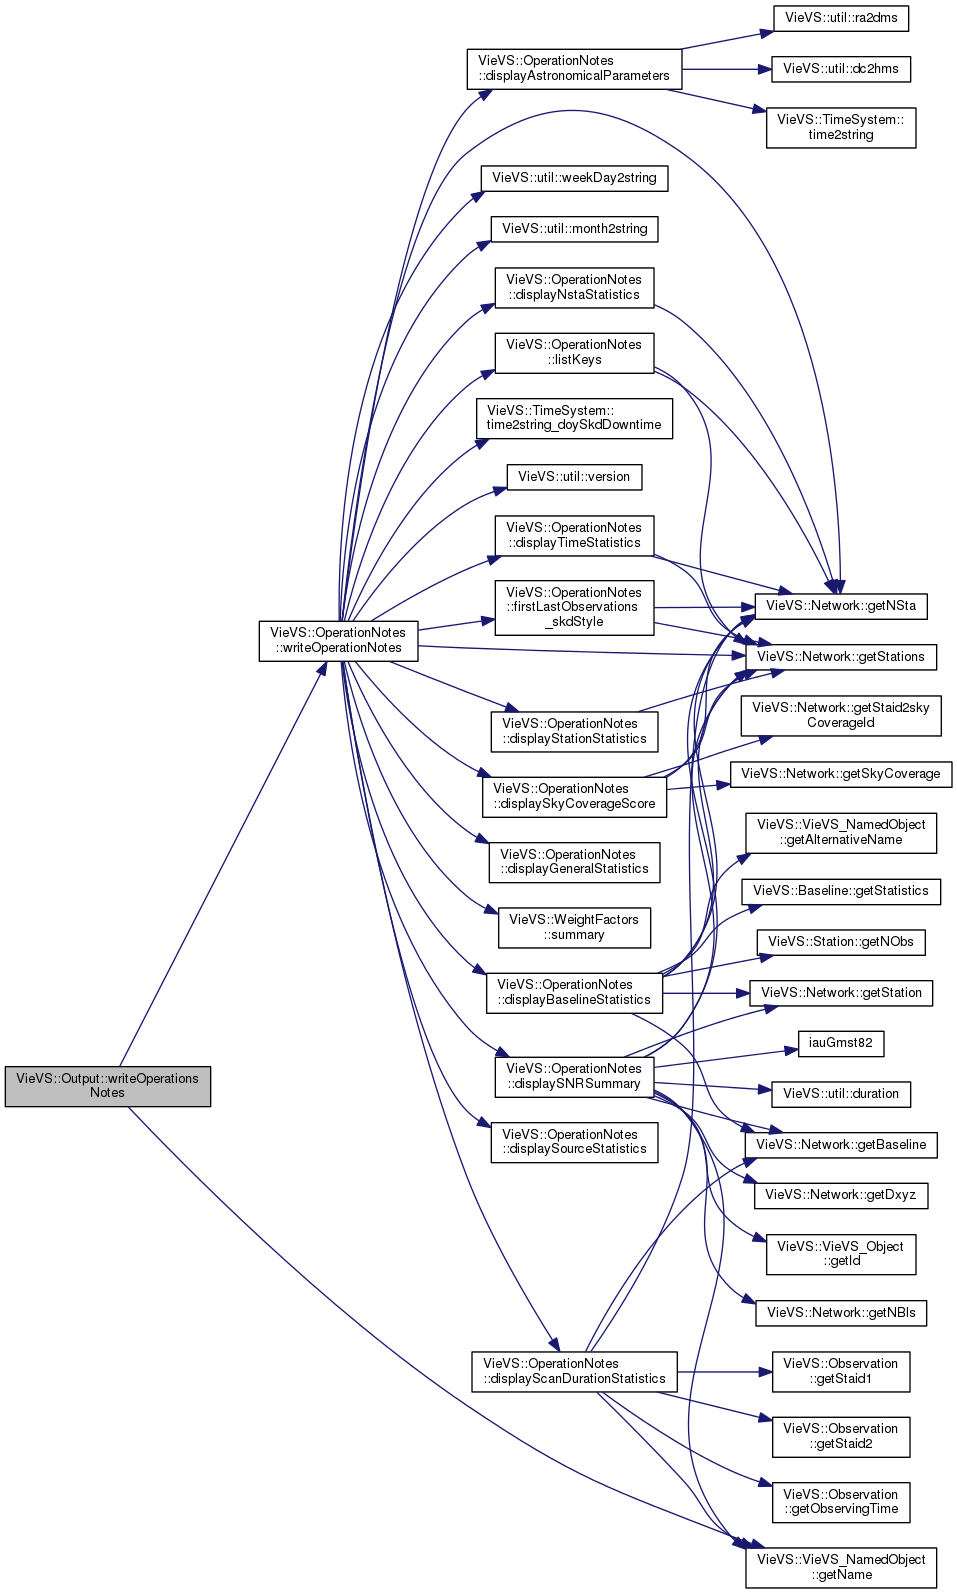 VieVS::util::ra2dms
VieVS::OperationNotes
::displayAstronomicalParameters
VieVS::util::dc2hms
VieVS::TimeSystem::
time2string
VieVS::util::weekDay2string
VieVS::util::month2string
VieVS::OperationNotes
::displayNstaStatistics
VieVS::OperationNotes
::listKeys
VieVS::TimeSystem::
time2string_doySkdDowntime
VieVS::util::version
VieVS::OperationNotes
::displayTimeStatistics
VieVS::OperationNotes
::firstLastObservations
_skdStyle
VieVS::Network::getNSta
VieVS::OperationNotes
::writeOperationNotes
VieVS::Network::getStations
VieVS::OperationNotes
::displayStationStatistics
VieVS::Network::getStaid2sky
CoverageId
VieVS::OperationNotes
::displaySkyCoverageScore
VieVS::Network::getSkyCoverage
VieVS::OperationNotes
::displayGeneralStatistics
VieVS::VieVS_NamedObject
::getAlternativeName
VieVS::WeightFactors
::summary
VieVS::Baseline::getStatistics
VieVS::Station::getNObs
VieVS::OperationNotes
::displayBaselineStatistics
VieVS::Network::getStation
iauGmst82
VieVS::OperationNotes
::displaySNRSummary
VieVS::Output::writeOperations
Notes
VieVS::util::duration
VieVS::OperationNotes
::displaySourceStatistics
VieVS::Network::getBaseline
VieVS::Network::getDxyz
VieVS::VieVS_Object
::getId
VieVS::Network::getNBls
VieVS::OperationNotes
::displayScanDurationStatistics
VieVS::Observation
::getStaid1
VieVS::Observation
::getStaid2
VieVS::Observation
::getObservingTime
VieVS::VieVS_NamedObject
::getName